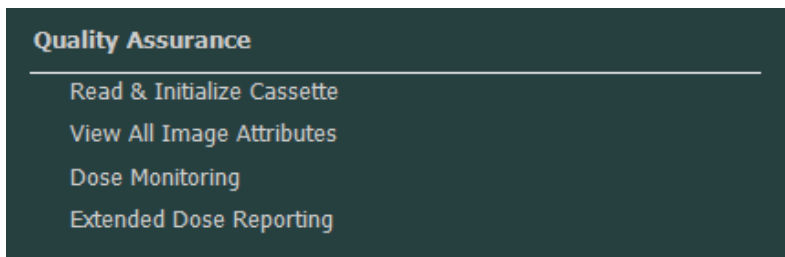 Quality Assurance
Read & Initialize Cassette
View All Image Attributes
Dose Monitoring
Extended Dose Reporting